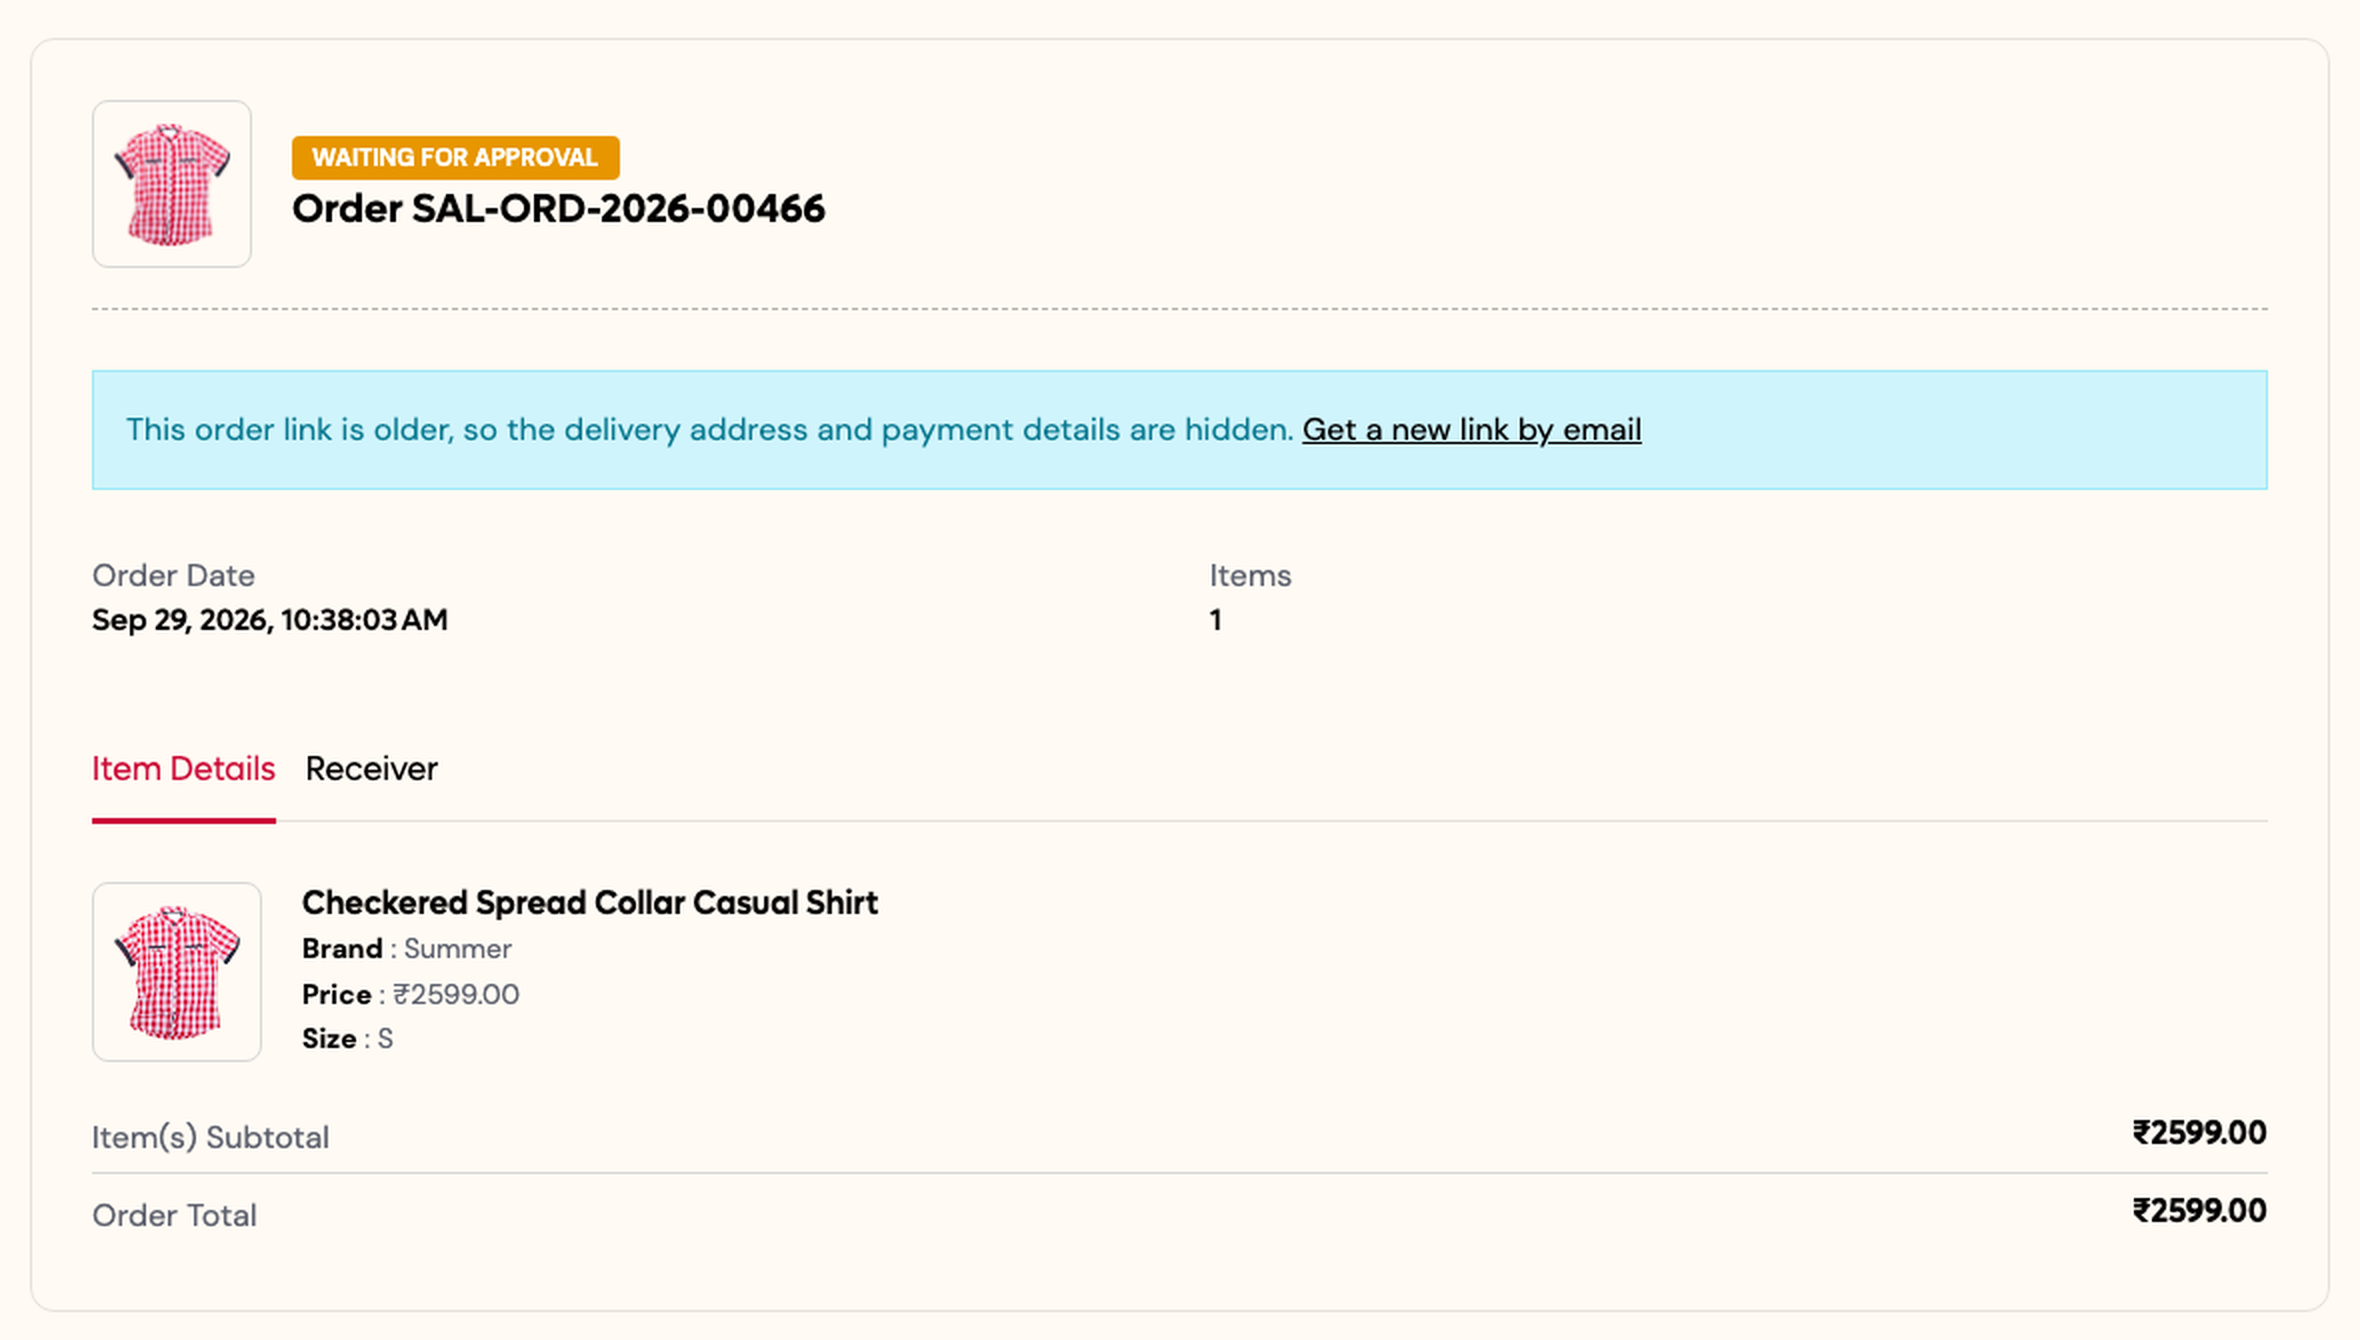 WAITING FOR APPROVAL
Order SAL-ORD-2026-00466
This order link is older, so the delivery address and payment details are hidden. Get a new link by email
Order Date
Sep 29, 2026, 10:38:03 AM
Items
1
Item Details
Receiver
Checkered Spread Collar Casual Shirt
Brand : Summer
Price : ₹2599.00
Size : S
Item(s) Subtotal
₹2599.00
Order Total
₹2599.00